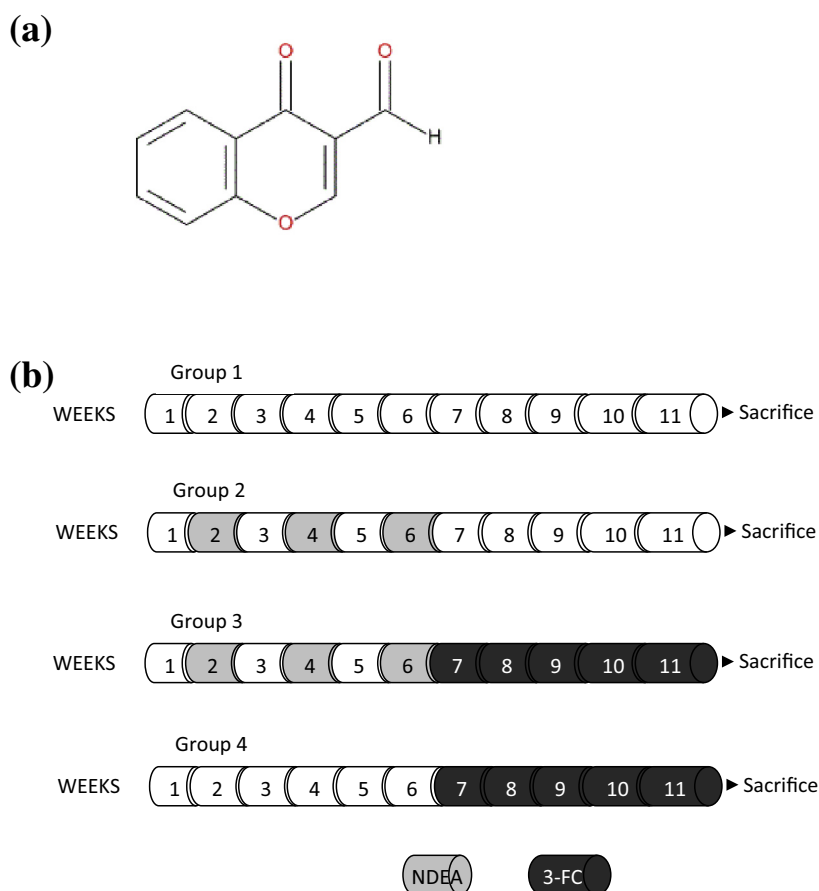 (a)
O O
H
O
(b)
Group 1
WEEKS 1 2 3 4 5 6 7 8 9 10 11 Sacrifice
Group 2
WEEKS 1 2 3 4 5 6 7 8 9 10 11 Sacrifice
Group 3
WEEKS 1 2 3 4 5 6 7 8 9 10 11 Sacrifice
Group 4
WEEKS 1 2 3 4 5 6 7 8 9 10 11 Sacrifice
NDEA 3-FC